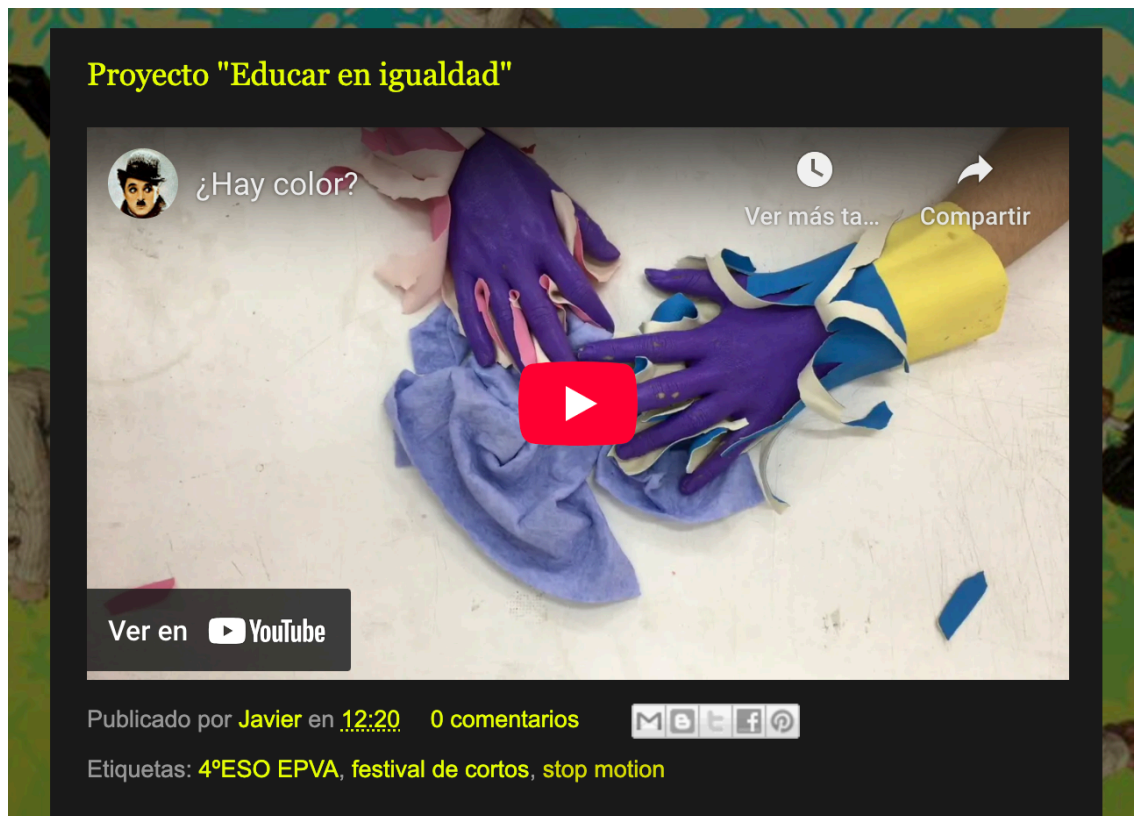 Proyecto "Educar en igualdad"
¿Hay color?
Ver más ta...
Compartir
Ver en YouTube
Publicado por Javier en 12:20 0 comentarios
Etiquetas: 4ºESO EPVA, festival de cortos, stop motion